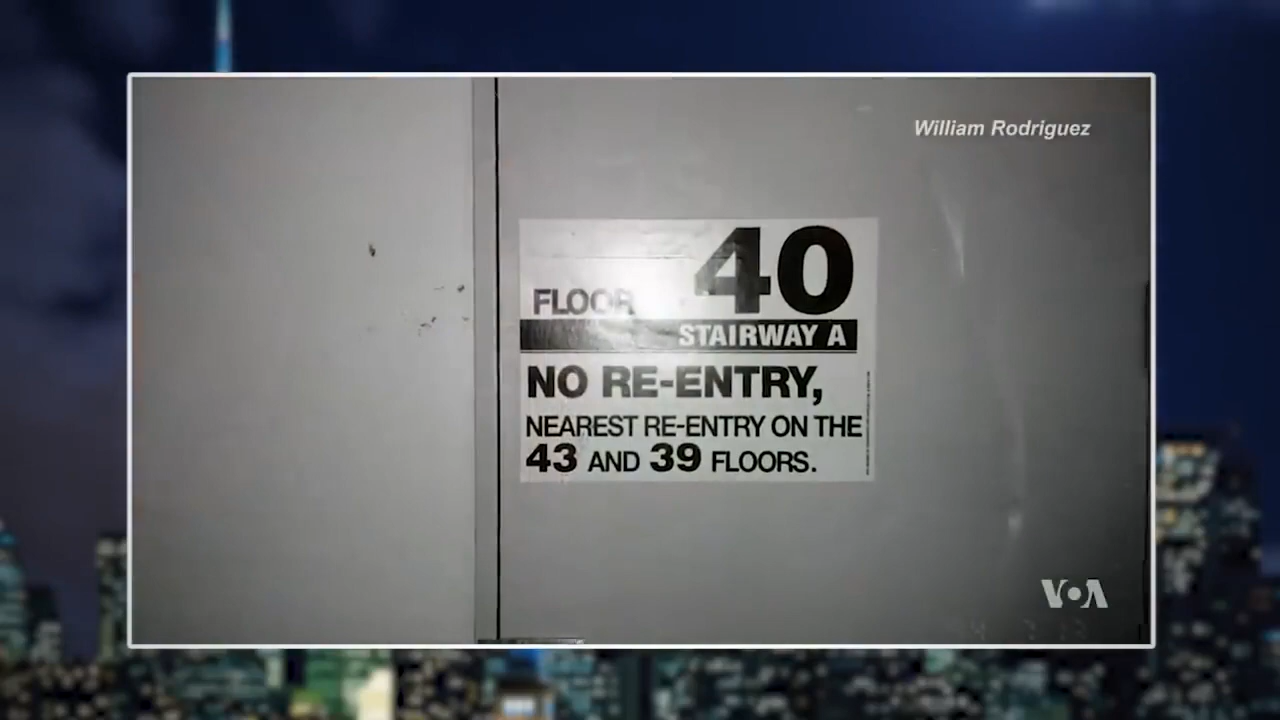 William Rodriguez
FLOOR 40
STAIRWAY A
NO RE-ENTRY,
NEAREST RE-ENTRY ON THE
43 AND 39 FLOORS.
VOA